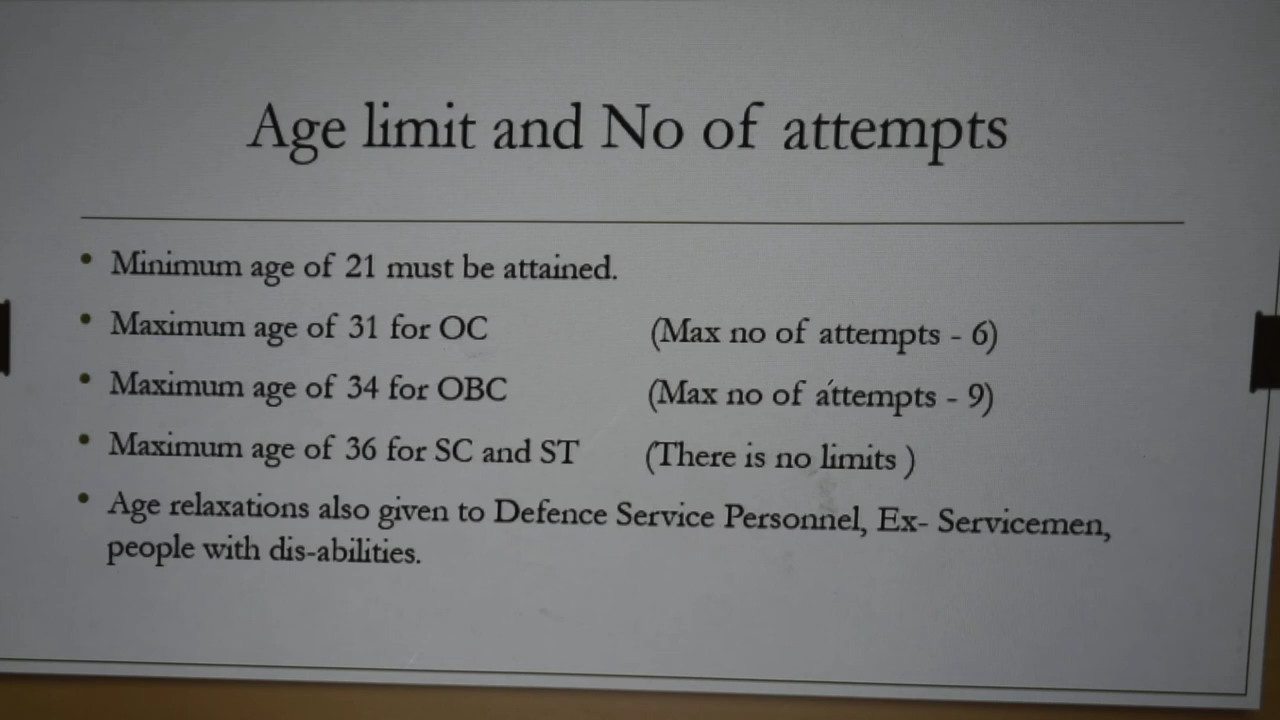 Age limit and No of attempts
• Minimum age of 21 must be attained.
• Maximum age of 31 for OC (Max no of attempts - 6)
• Maximum age of 34 for OBC (Max no of attempts - 9)
• Maximum age of 36 for SC and ST (There is no limits )
• Age relaxations also given to Defence Service Personnel, Ex- Servicemen,
people with dis-abilities.